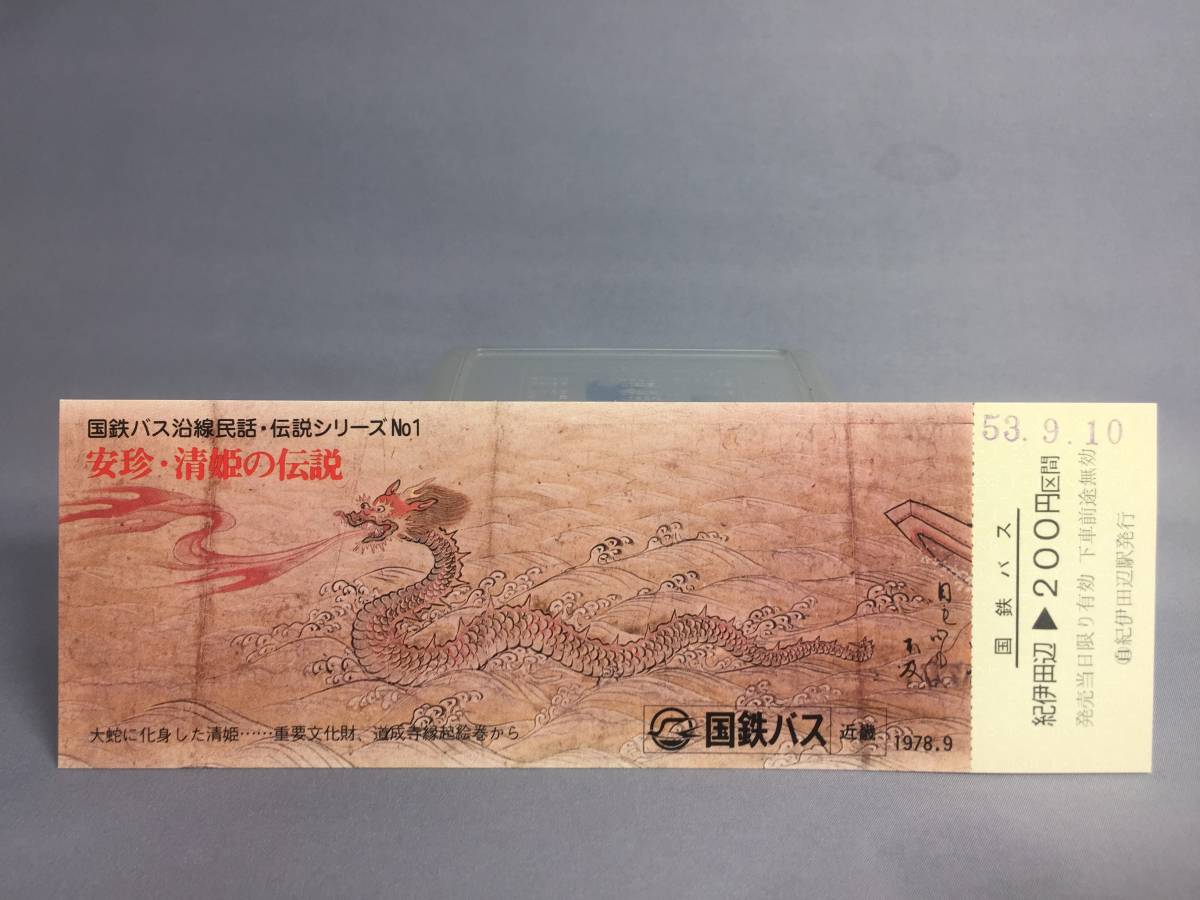 国鉄バス沿線民話・伝説シリーズNo1
安珍・清姫の伝説
大蛇に化身した清姫……重要文化財、道成寺縁起絵巻から
国鉄バス 近畿 1978.9
53.9.10
国鉄バス
紀伊田辺▶200円区間
発売当日限り有効 下車前途無効
自紀伊田辺駅発行